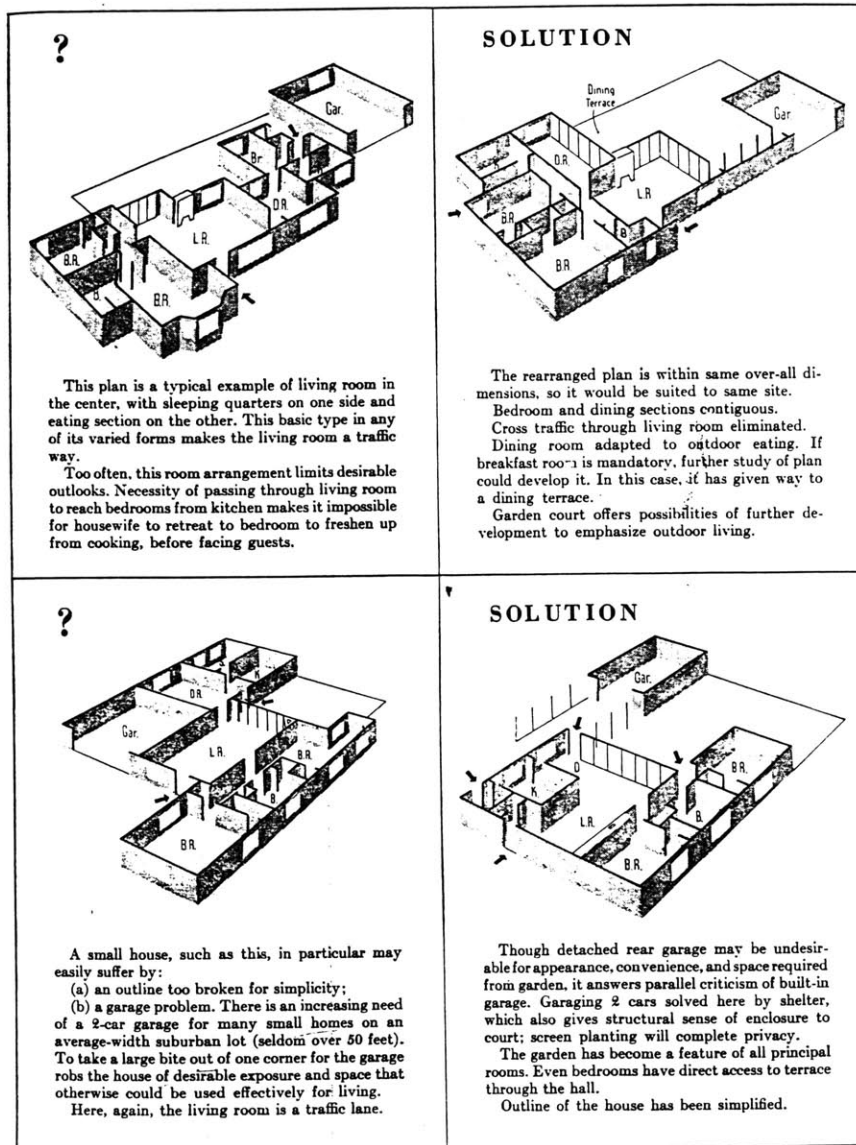 ?
Gar.
Br.
D.R.
L.R.
B.R.
B.
B.R.
This plan is a typical example of living room in
the center, with sleeping quarters on one side and
eating section on the other. This basic type in any
of its varied forms makes the living room a traffic
way.
Too often, this room arrangement limits desirable
outlooks. Necessity of passing through living room
to reach bedrooms from kitchen makes it impossible
for housewife to retreat to bedroom to freshen up
from cooking, before facing guests.
SOLUTION
Dining
Terrace
Gar.
D.R.
K.
L.R.
B.R.
B.
B.R.
The rearranged plan is within same over-all di-
mensions, so it would be suited to same site.
Bedroom and dining sections contiguous.
Cross traffic through living room eliminated.
Dining room adapted to outdoor eating. If
breakfast room is mandatory, further study of plan
could develop it. In this case, it has given way to
a dining terrace.
Garden court offers possibilities of further de-
velopment to emphasize outdoor living.
?
K.
D.R.
Gar.
L.R.
B.R.
B.
B.R.
A small house, such as this, in particular may
easily suffer by:
(a) an outline too broken for simplicity;
(b) a garage problem. There is an increasing need
of a 2-car garage for many small homes on an
average-width suburban lot (seldom over 50 feet).
To take a large bite out of one corner for the garage
robs the house of desirable exposure and space that
otherwise could be used effectively for living.
Here, again, the living room is a traffic lane.
SOLUTION
Gar.
D.
K.
B.R.
L.R.
B.
B.R.
Though detached rear garage may be undesir-
able for appearance, convenience, and space required
from garden, it answers parallel criticism of built-in
garage. Garaging 2 cars solved here by shelter,
which also gives structural sense of enclosure to
court; screen planting will complete privacy.
The garden has become a feature of all principal
rooms. Even bedrooms have direct access to terrace
through the hall.
Outline of the house has been simplified.